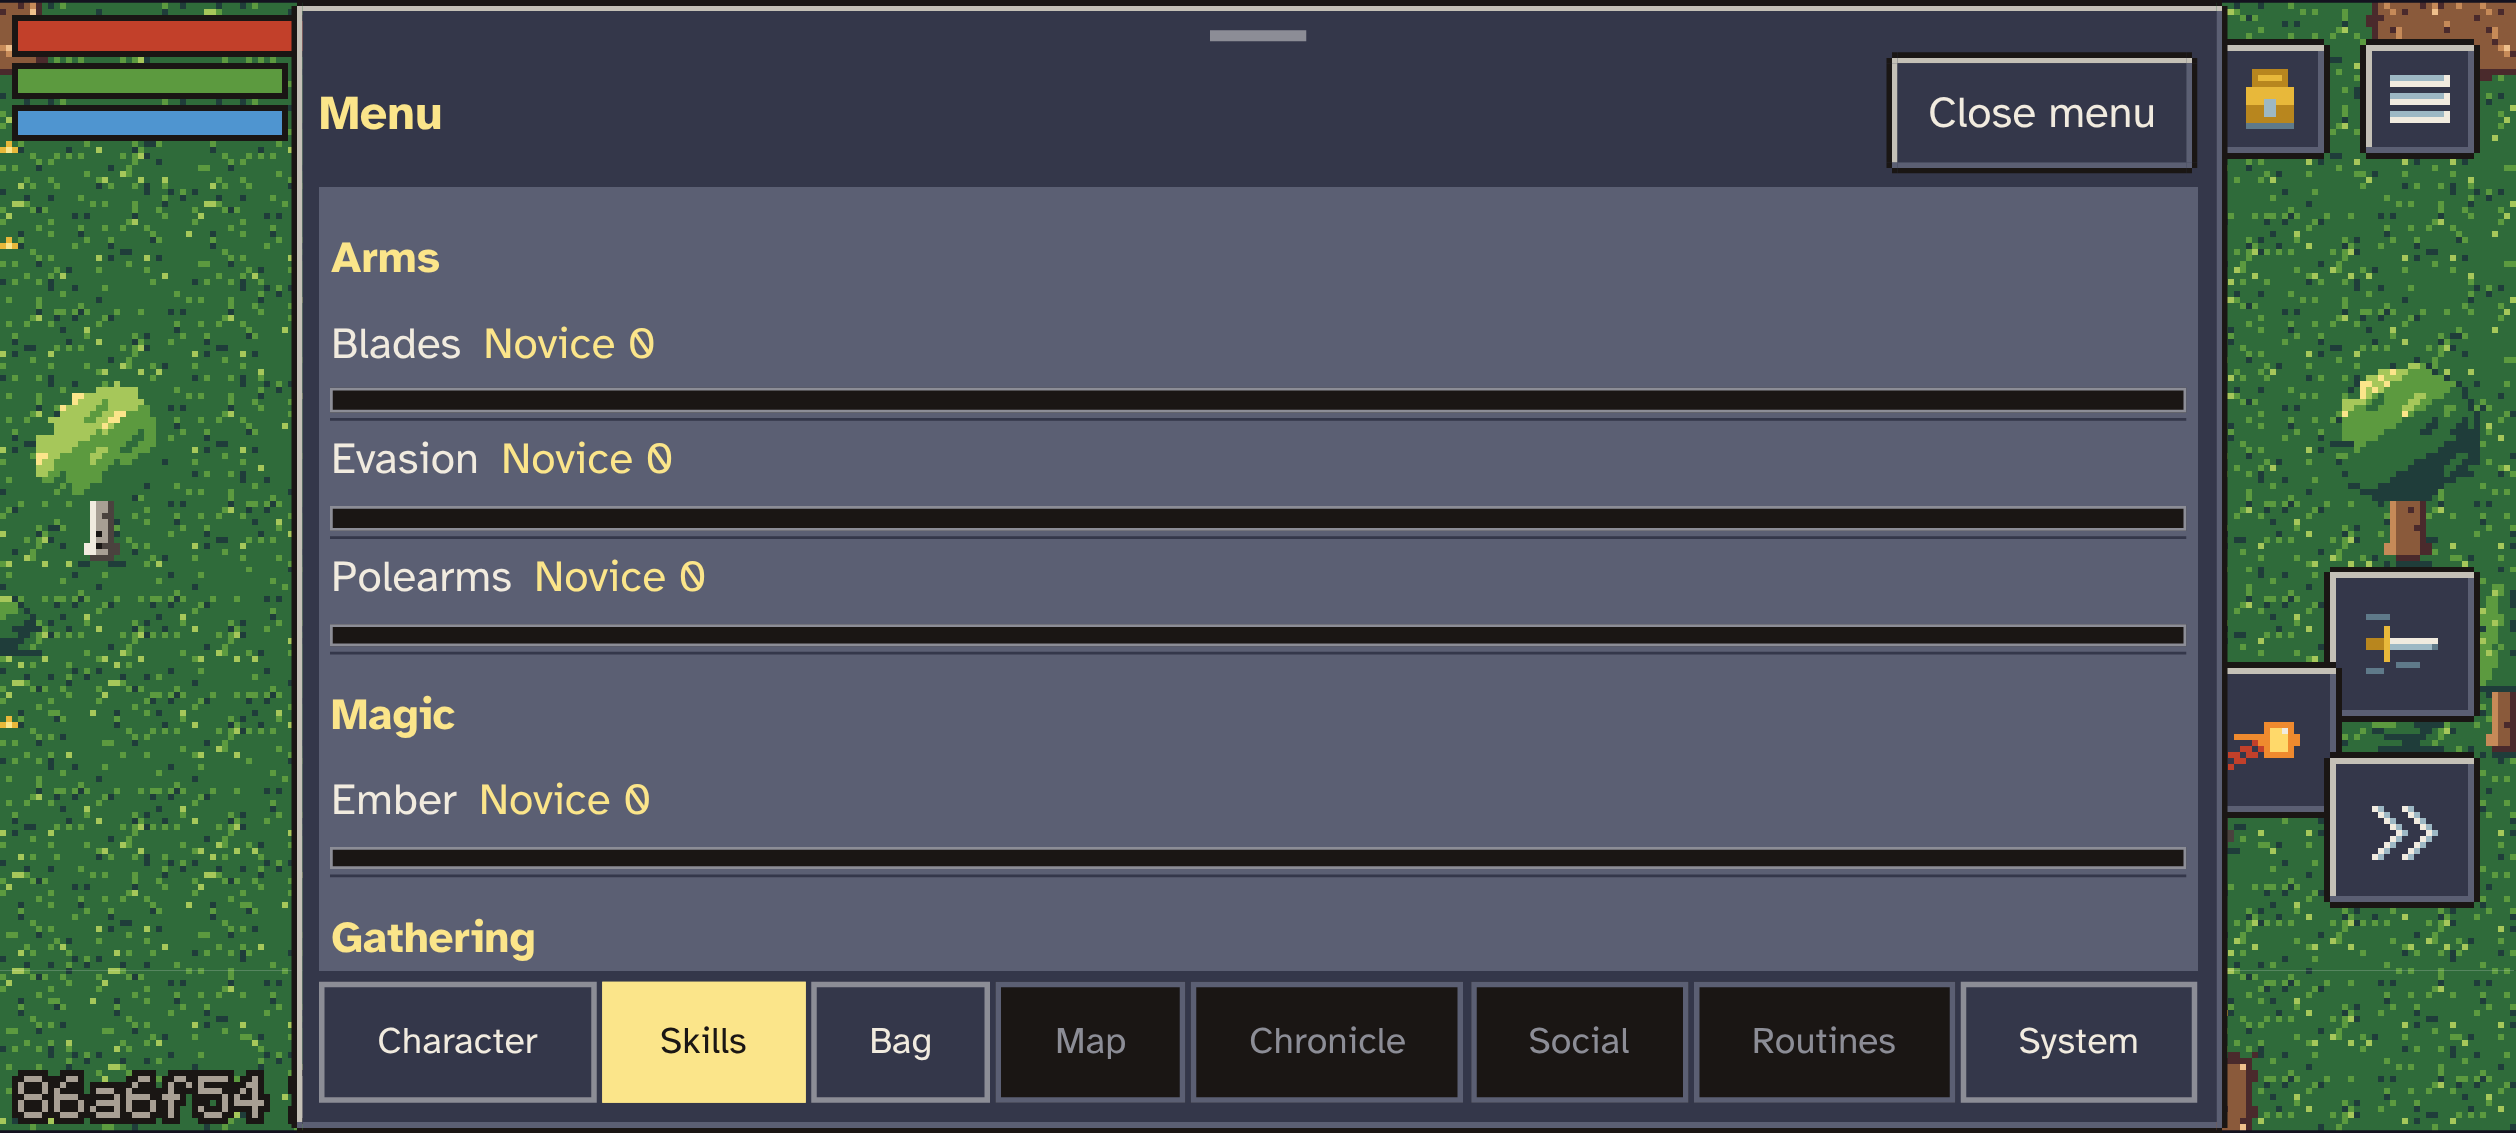 Menu
Close menu
Arms
Blades Novice 0
Evasion Novice 0
Polearms Novice 0
Magic
Ember Novice 0
Gathering
Character
Skills
Bag
Map
Chronicle
Social
Routines
System
86a6f54